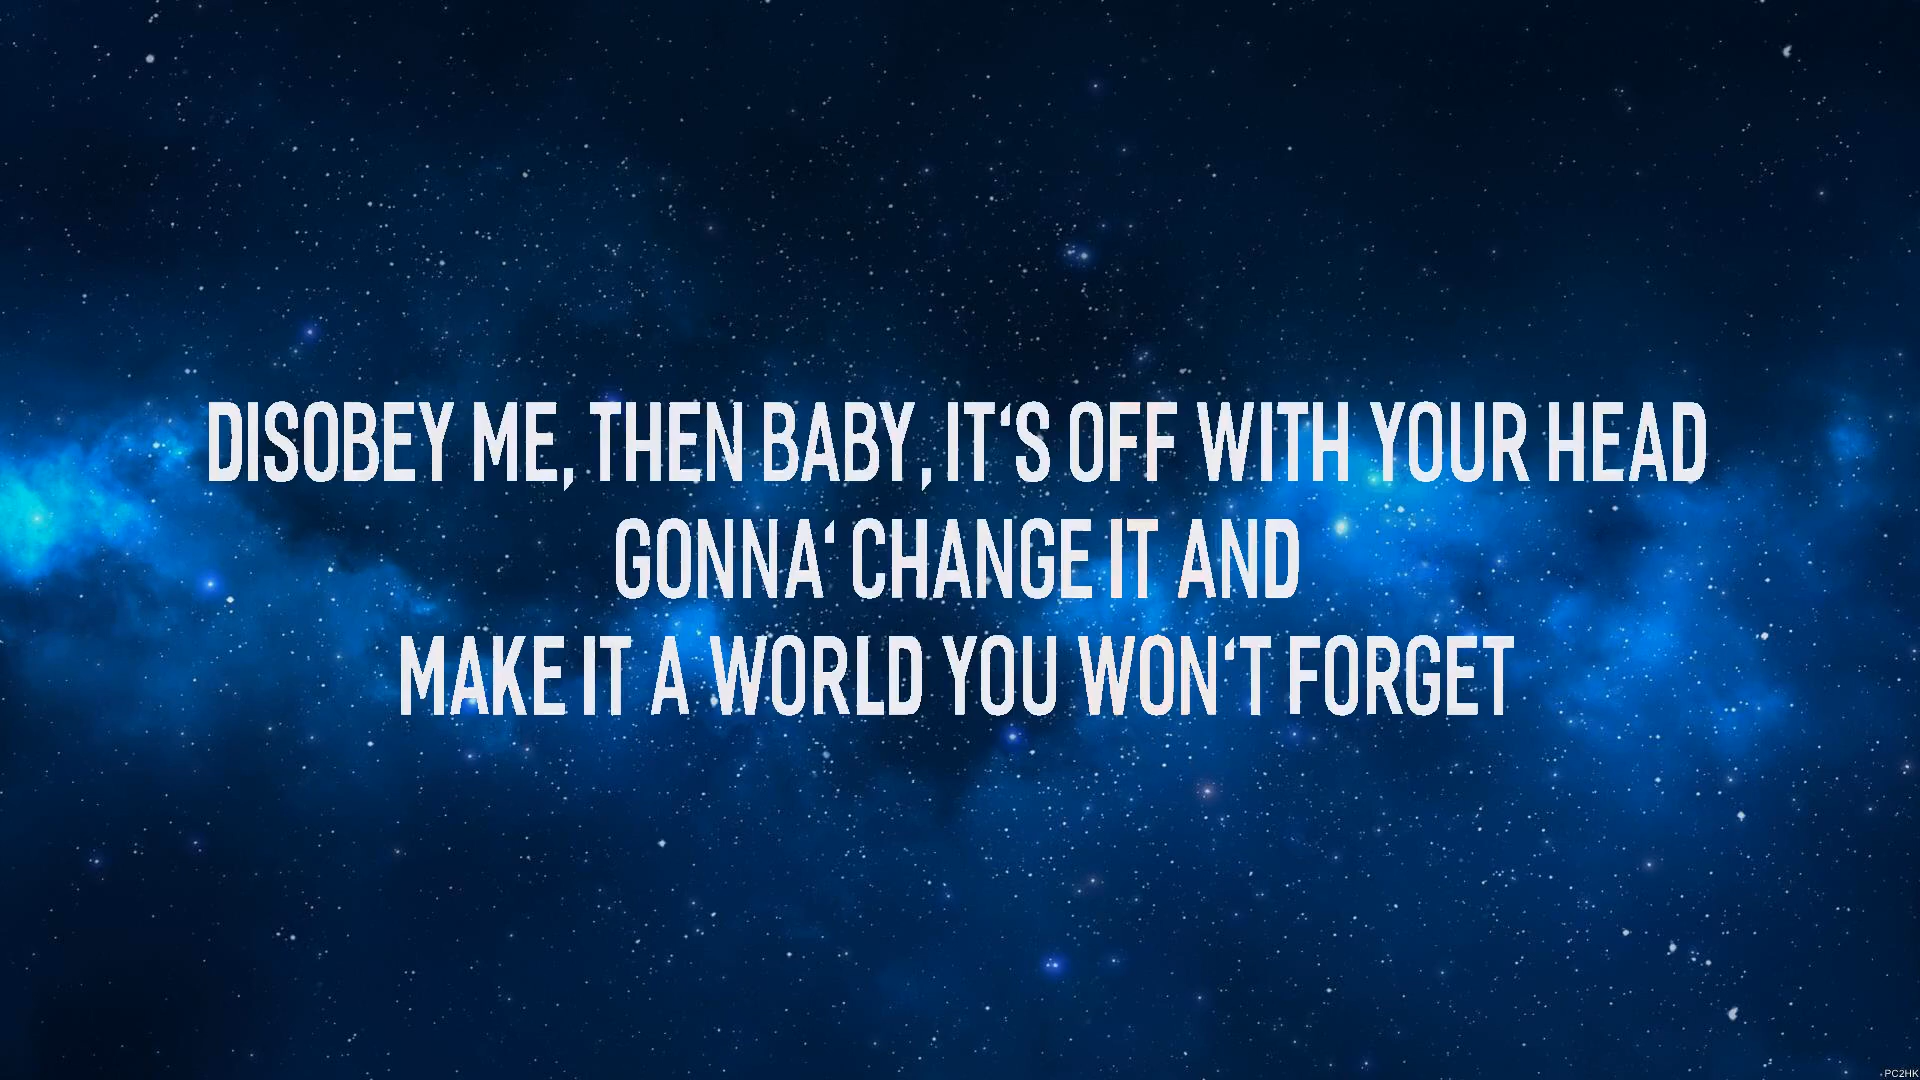 DISOBEY ME, THEN BABY, IT‘S OFF WITH YOUR HEAD
GONNA‘ CHANGE IT AND
MAKE IT A WORLD YOU WON‘T FORGET
PC2HK